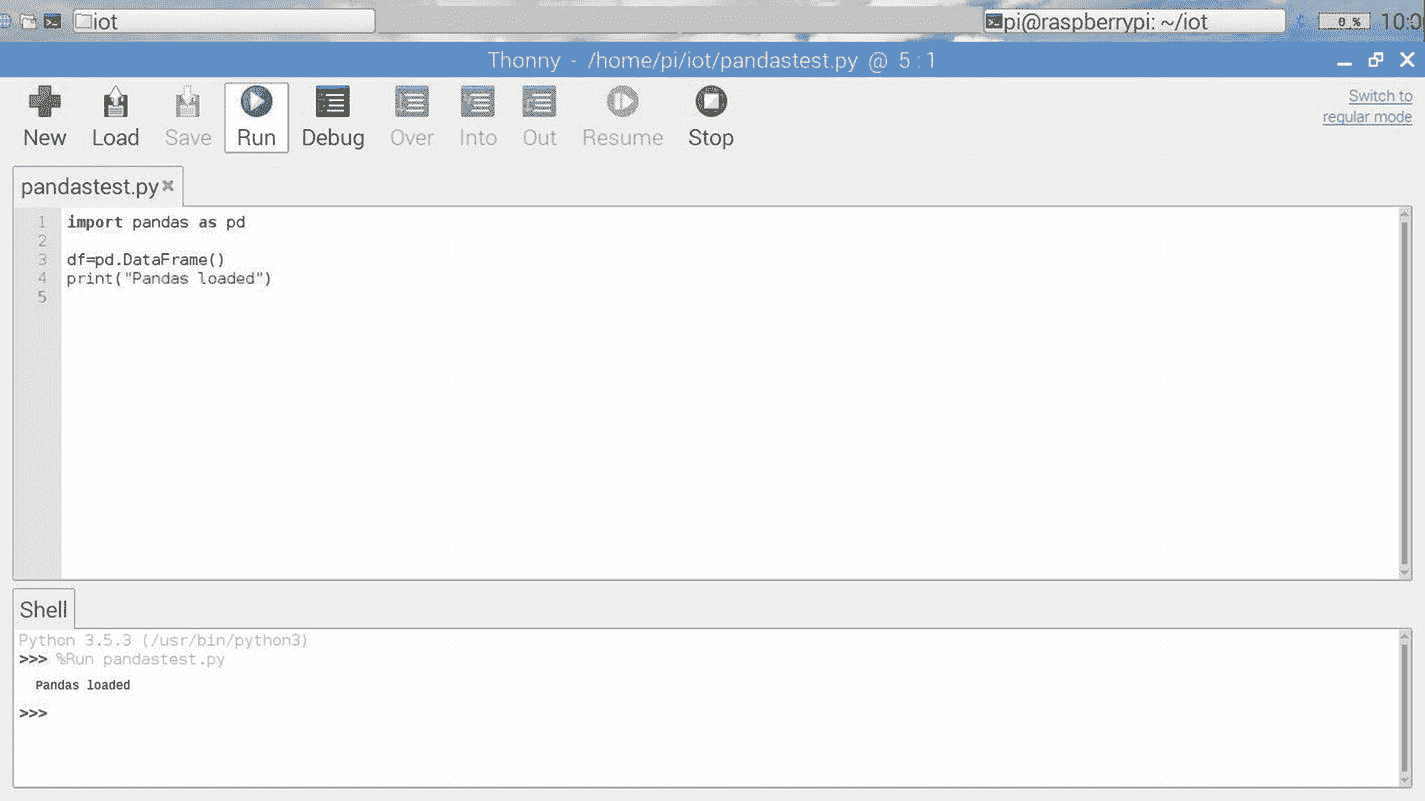 iot
pi@raspberrypi: ~/iot
0 %
10:0
Thonny - /home/pi/iot/pandastest.py @ 5 : 1
New Load Save Run Debug Over Into Out Resume Stop
Switch to
regular mode
pandastest.py
1 import pandas as pd
2
3 df=pd.DataFrame()
4 print("Pandas loaded")
5
Shell
Python 3.5.3 (/usr/bin/python3)
>>> %Run pandastest.py
Pandas loaded
>>>